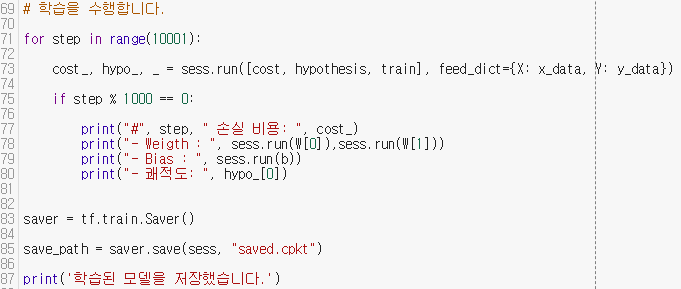 69 # 학습을 수행합니다.
70
71 for step in range(10001):
72
73     cost_, hypo_, _ = sess.run([cost, hypothesis, train], feed_dict={X: x_data, Y: y_data})
74
75     if step % 1000 == 0:
76
77         print("#", step, " 손실 비용: ", cost_)
78         print("- Weigth : ", sess.run(W[0]),sess.run(W[1]))
79         print("- Bias : ", sess.run(b))
80         print("- 쾌적도: ", hypo_[0])
81
82
83 saver = tf.train.Saver()
84
85 save_path = saver.save(sess, "saved.cpkt")
86
87 print('학습된 모델을 저장했습니다.')